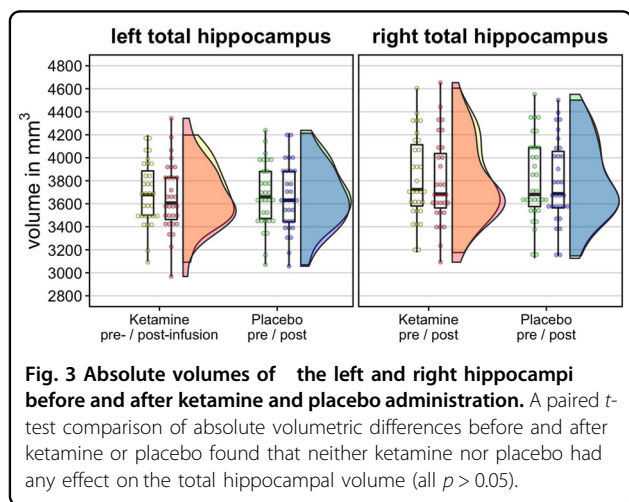 left total hippocampus
right total hippocampus
volume in mm³
4800
4600
4400
4200
4000
3800
3600
3400
3200
3000
2800
Ketamine
pre- / post-infusion
Placebo
pre / post
Ketamine
pre / post
Placebo
pre / post
Fig. 3 Absolute volumes of the left and right hippocampi
before and after ketamine and placebo administration. A paired t-
test comparison of absolute volumetric differences before and after
ketamine or placebo found that neither ketamine nor placebo had
any effect on the total hippocampal volume (all p > 0.05).